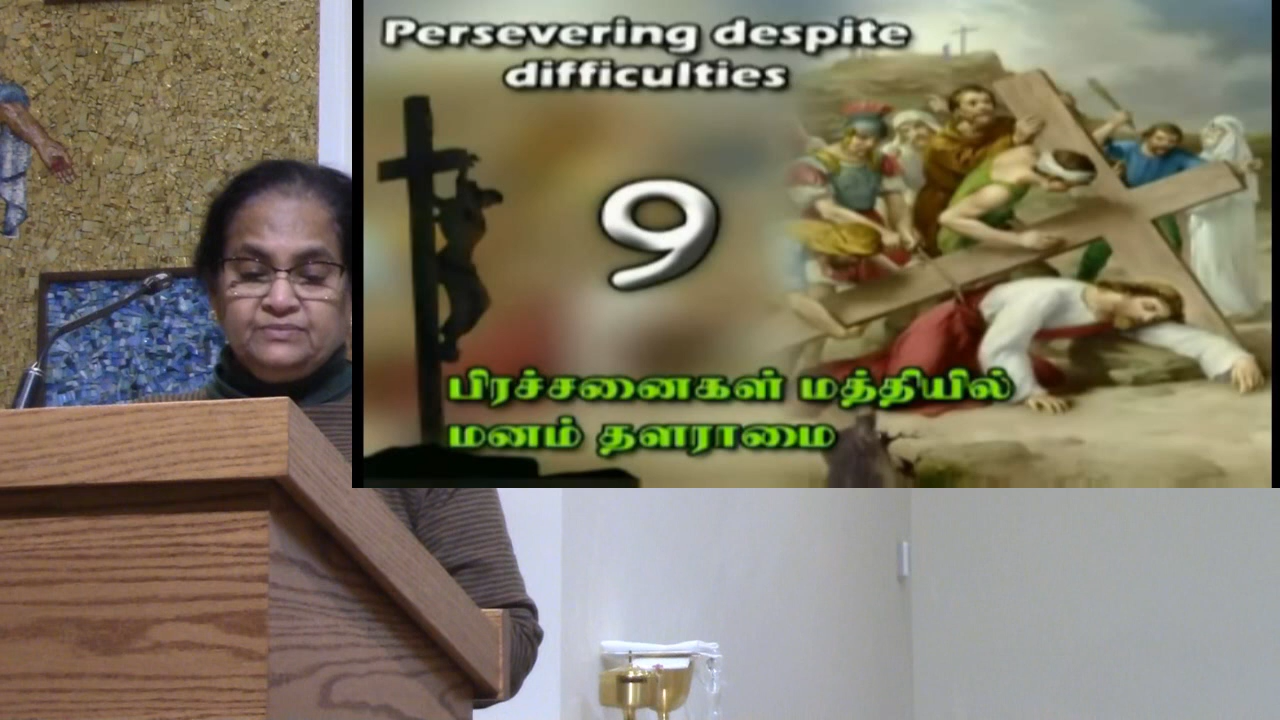 Persevering despite
difficulties
9
பிரச்சனைகள் மத்தியில்
மனம் தளராமை